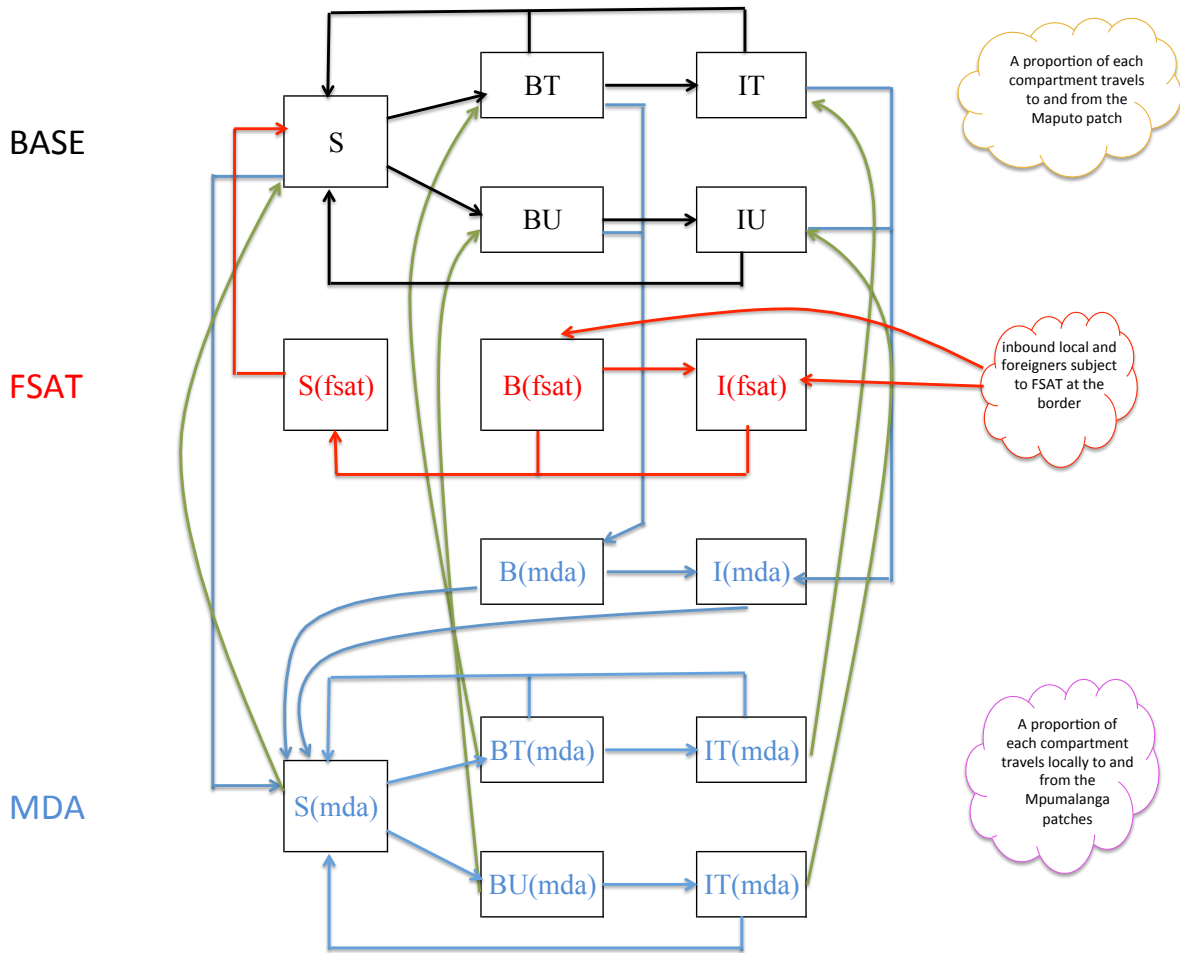 A proportion of each
compartment travels
to and from the
Maputo patch
BT
IT
BASE
S
BU
IU
inbound local and
foreigners subject
to FSAT at the
border
FSAT
S(fsat)
B(fsat)
I(fsat)
B(mda)
I(mda)
A proportion of
each compartment
travels locally to and
from the
Mpumalanga
patches
BT(mda)
IT(mda)
MDA
S(mda)
BU(mda)
IT(mda)